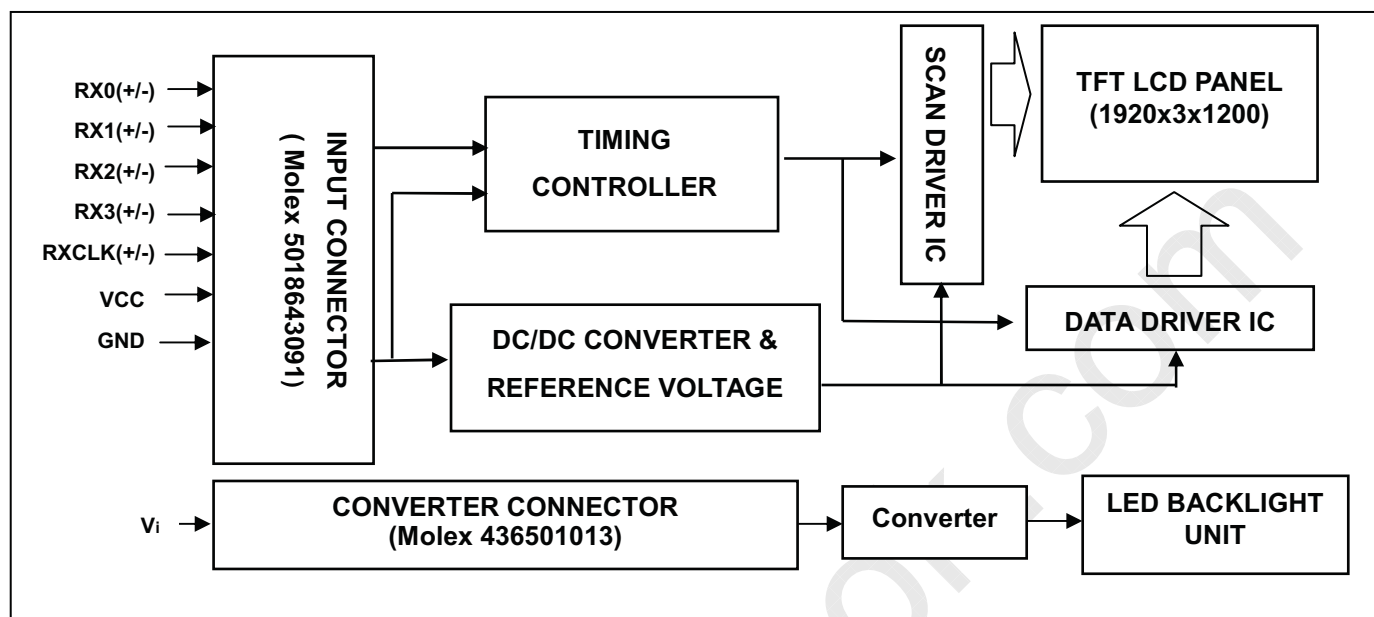 RX0(+/-)
RX1(+/-)
RX2(+/-)
RX3(+/-)
RXCLK(+/-)
VCC
GND
INPUT CONNECTOR
( Molex 5018643091)
TIMING
CONTROLLER
DC/DC CONVERTER &
REFERENCE VOLTAGE
SCAN DRIVER IC
TFT LCD PANEL
(1920x3x1200)
DATA DRIVER IC
Vi
CONVERTER CONNECTOR
(Molex 436501013)
Converter
LED BACKLIGHT
UNIT